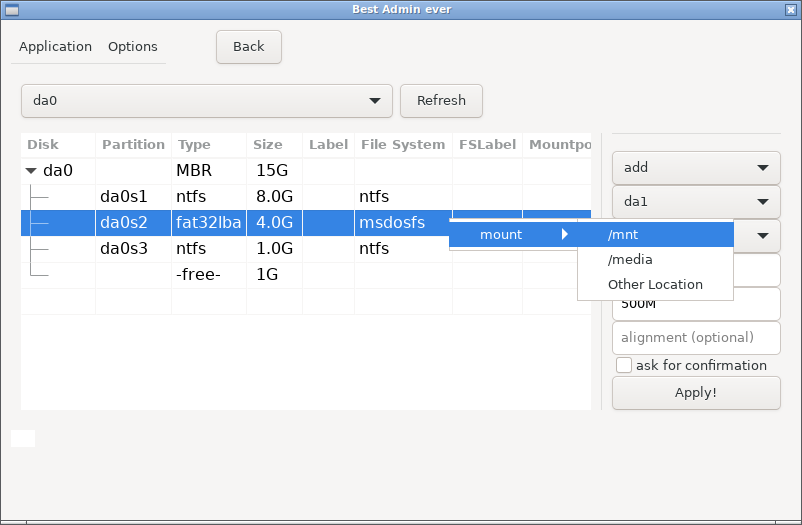 Best Admin ever
Application Options Back
da0 Refresh
Disk Partition Type Size Label File System FSLabel Mountpo
da0 MBR 15G
da0s1 ntfs 8.0G ntfs
da0s2 fat32lba 4.0G msdosfs
da0s3 ntfs 1.0G ntfs
-free- 1G
mount /mnt
/media
Other Location
add
da1
500M
alignment (optional)
ask for confirmation
Apply!